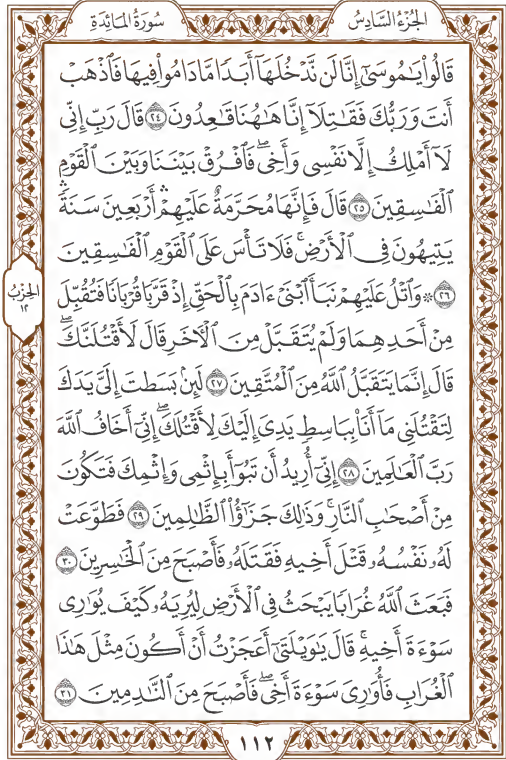 الجزء السادس
سورة المائدة
قَالُواْ يَٰمُوسَىٰٓ إِنَّا لَن نَّدۡخُلَهَآ أَبَدٗا مَّا دَامُواْ فِيهَا فَٱذۡهَبۡ
أَنتَ وَرَبُّكَ فَقَٰتِلَآ إِنَّا هَٰهُنَا قَٰعِدُونَ ٢٤ قَالَ رَبِّ إِنِّي
لَآ أَمۡلِكُ إِلَّا نَفۡسِي وَأَخِيۖ فَٱفۡرُقۡ بَيۡنَنَا وَبَيۡنَ ٱلۡقَوۡمِ
ٱلۡفَٰسِقِينَ ٢٥ قَالَ فَإِنَّهَا مُحَرَّمَةٌ عَلَيۡهِمۡۛ أَرۡبَعِينَ سَنَةٗۛ
يَتِيهُونَ فِي ٱلۡأَرۡضِۚ فَلَا تَأۡسَ عَلَى ٱلۡقَوۡمِ ٱلۡفَٰسِقِينَ
٢٦ ۞ وَٱتۡلُ عَلَيۡهِمۡ نَبَأَ ٱبۡنَيۡ ءَادَمَ بِٱلۡحَقِّ إِذۡ قَرَّبَا قُرۡبَانٗا فَتُقُبِّلَ
مِنۡ أَحَدِهِمَا وَلَمۡ يُتَقَبَّلۡ مِنَ ٱلۡأٓخَرِ قَالَ لَأَقۡتُلَنَّكَۖ
قَالَ إِنَّمَا يَتَقَبَّلُ ٱللَّهُ مِنَ ٱلۡمُتَّقِينَ ٢٧ لَئِنۢ بَسَطتَ إِلَيَّ يَدَكَ
لِتَقۡتُلَنِي مَآ أَنَا۠ بِبَاسِطٖ يَدِيَ إِلَيۡكَ لِأَقۡتُلَكَۖ إِنِّيٓ أَخَافُ ٱللَّهَ
رَبَّ ٱلۡعَٰلَمِينَ ٢٨ إِنِّيٓ أُرِيدُ أَن تَبُوٓأَ بِإِثۡمِي وَإِثۡمِكَ فَتَكُونَ
مِنۡ أَصۡحَٰبِ ٱلنَّارِۚ وَذَٰلِكَ جَزَٰٓؤُاْ ٱلظَّٰلِمِينَ ٢٩ فَطَوَّعَتۡ
لَهُۥ نَفۡسُهُۥ قَتۡلَ أَخِيهِ فَقَتَلَهُۥ فَأَصۡبَحَ مِنَ ٱلۡخَٰسِرِينَ ٣٠
فَبَعَثَ ٱللَّهُ غُرَابٗا يَبۡحَثُ فِي ٱلۡأَرۡضِ لِيُرِيَهُۥ كَيۡفَ يُوَٰرِي
سَوۡءَةَ أَخِيهِۚ قَالَ يَٰوَيۡلَتَىٰٓ أَعَجَزۡتُ أَنۡ أَكُونَ مِثۡلَ هَٰذَا
ٱلۡغُرَابِ فَأُوَٰرِيَ سَوۡءَةَ أَخِيۖ فَأَصۡبَحَ مِنَ ٱلنَّٰدِمِينَ ٣١
الحزب
١٢
١١٢